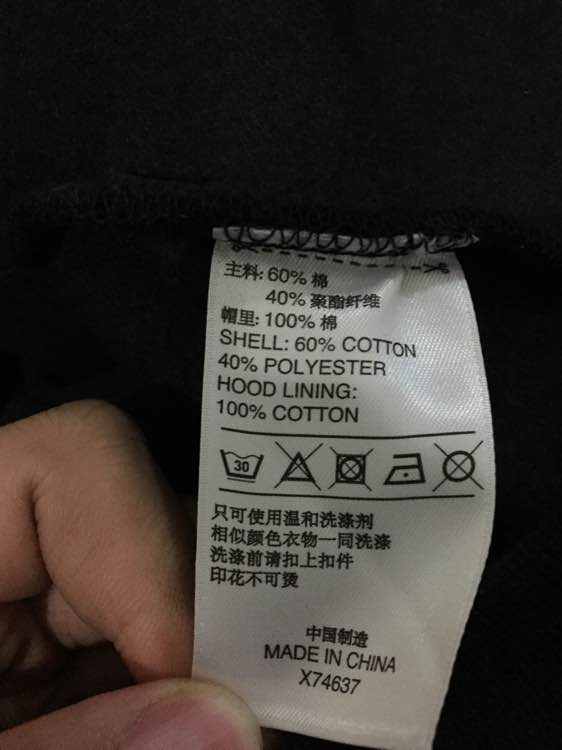 主料: 60% 棉
40% 聚酯纤维
帽里: 100% 棉
SHELL: 60% COTTON
40% POLYESTER
HOOD LINING:
100% COTTON
30
只可使用温和洗涤剂
相似颜色衣物一同洗涤
洗涤前请扣上扣件
印花不可烫
中国制造
MADE IN CHINA
X74637